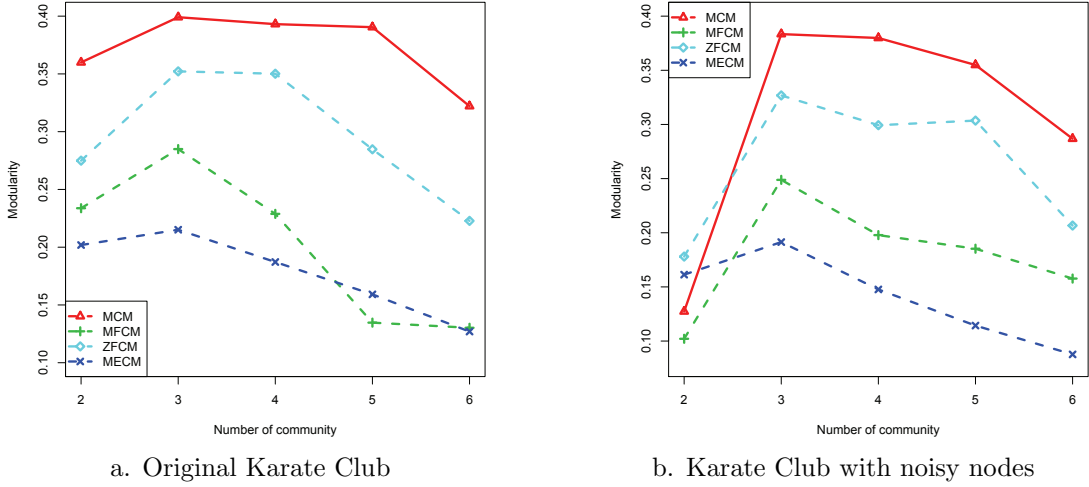 0.40
0.35
0.30
0.25
0.20
0.15
0.10
Modularity
MCM
MFCM
ZFCM
MECM
2 3 4 5 6
Number of community
a. Original Karate Club
0.40
0.35
0.30
0.25
0.20
0.15
0.10
Modularity
MCM
MFCM
ZFCM
MECM
2 3 4 5 6
Number of community
b. Karate Club with noisy nodes